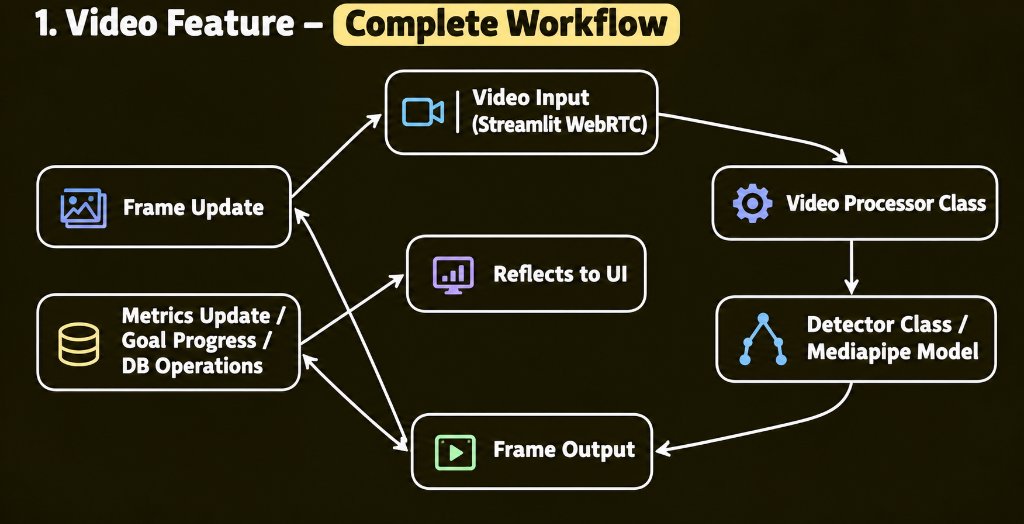 1. Video Feature – Complete Workflow
Video Input
(Streamlit WebRTC)
Frame Update
Video Processor Class
Reflects to UI
Metrics Update /
Goal Progress /
DB Operations
Detector Class /
Mediapipe Model
Frame Output